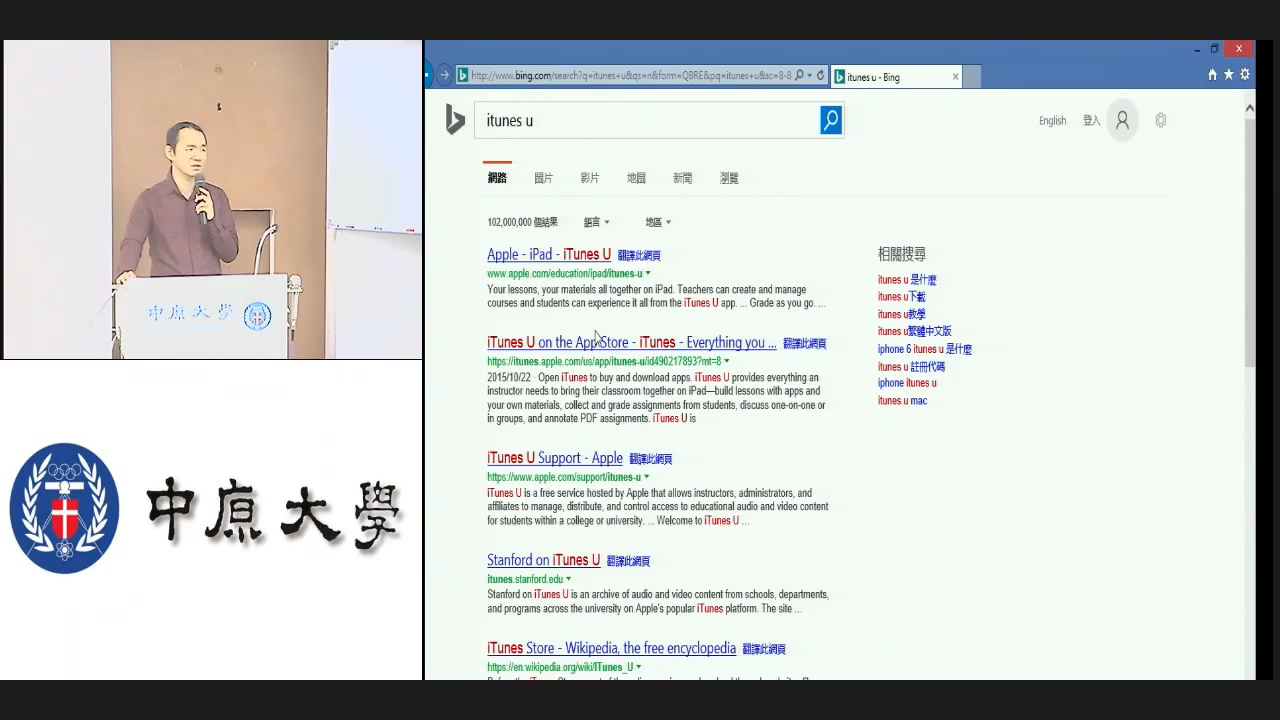 http://www.bing.com/search?q=itunes+u&qs=n&form=QBRE&pq=itunes+u&sc=8-8
itunes u - Bing
itunes u
English
登入
網路
圖片
影片
地圖
新聞
瀏覽
102,000,000 個結果
語言
地區
Apple - iPad - iTunes U 翻譯此網頁
www.apple.com/education/ipad/itunes-u
Your lessons, your materials all together on iPad. Teachers can create and manage
courses and students can experience it all from the iTunes U app. ... Grade as you go. ...
iTunes U on the App Store - iTunes - Everything you ... 翻譯此網頁
https://itunes.apple.com/us/app/itunes-u/id490217893?mt=8
2015/10/22 · Open iTunes to buy and download apps. iTunes U provides everything an
instructor needs to bring their classroom together on iPad—build lessons with apps and
your own materials, collect and grade assignments from students, discuss one-on-one or
in groups, and annotate PDF assignments. iTunes U is
iTunes U Support - Apple 翻譯此網頁
https://www.apple.com/support/itunes-u
iTunes U is a free service hosted by Apple that allows instructors, administrators, and
affiliates to manage, distribute, and control access to educational audio and video content
for students within a college or university. ... Welcome to iTunes U ...
Stanford on iTunes U 翻譯此網頁
itunes.stanford.edu
Stanford on iTunes U is an archive of audio and video content from schools, departments,
and programs across the university on Apple's popular iTunes platform. The site ...
iTunes Store - Wikipedia, the free encyclopedia 翻譯此網頁
https://en.wikipedia.org/wiki/ITunes_U
相關搜尋
itunes u 是什麼
itunes u下載
itunes u教學
itunes u繁體中文版
iphone 6 itunes u 是什麼
itunes u 註冊代碼
iphone itunes u
itunes u mac
中原大學
中原大學